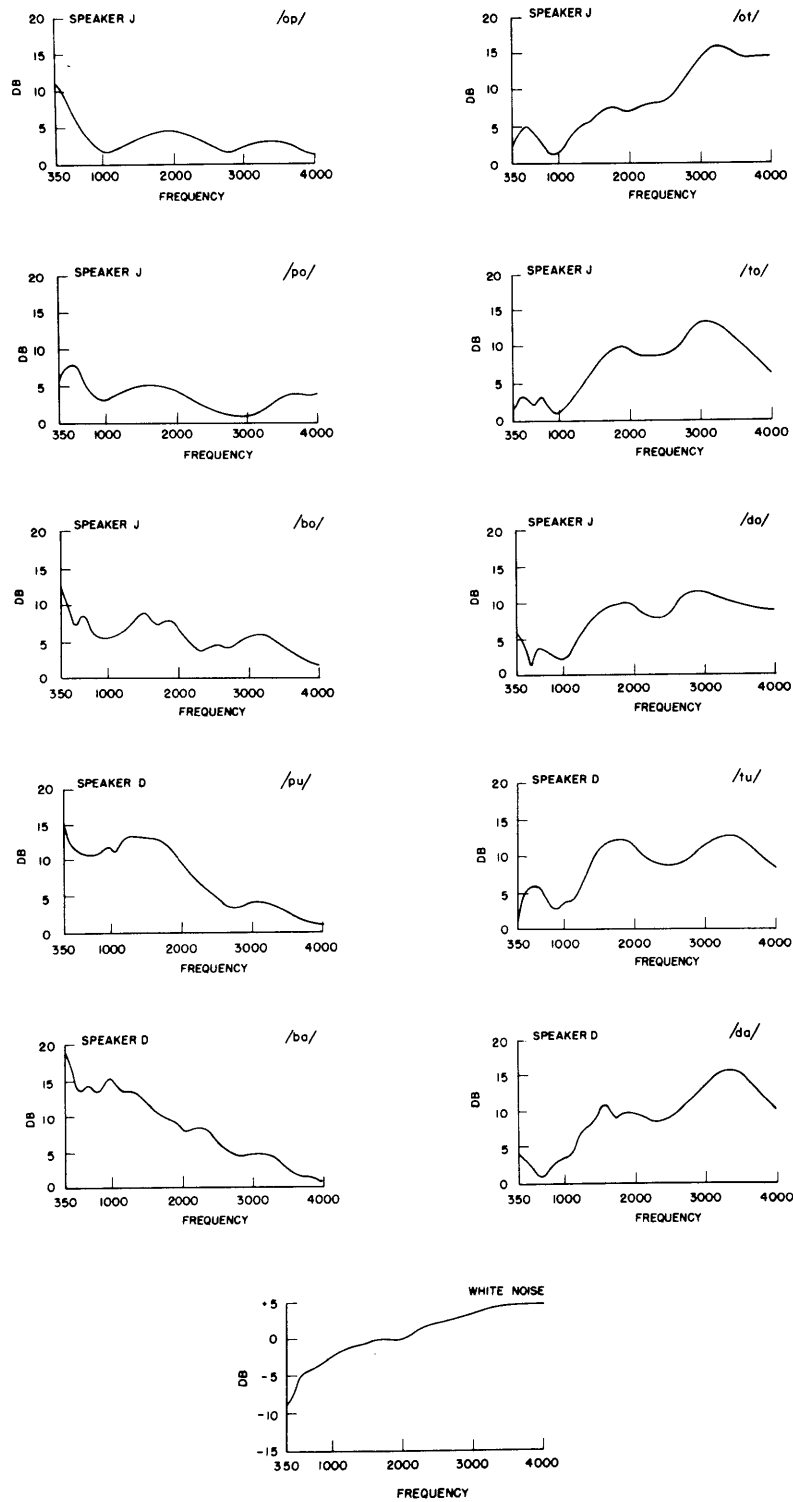 SPEAKER J /op/
20
15
10
5
0
DB
350 1000 2000 3000 4000
FREQUENCY
SPEAKER J /ot/
20
15
10
5
0
DB
350 1000 2000 3000 4000
FREQUENCY
SPEAKER J /po/
20
15
10
5
0
DB
350 1000 2000 3000 4000
FREQUENCY
SPEAKER J /to/
20
15
10
5
0
DB
350 1000 2000 3000 4000
FREQUENCY
SPEAKER J /bo/
20
15
10
5
0
DB
350 1000 2000 3000 4000
FREQUENCY
SPEAKER J /do/
20
15
10
5
0
DB
350 1000 2000 3000 4000
FREQUENCY
SPEAKER D /pu/
20
15
10
5
0
DB
350 1000 2000 3000 4000
FREQUENCY
SPEAKER D /tu/
20
15
10
5
0
DB
350 1000 2000 3000 4000
FREQUENCY
SPEAKER D /ba/
20
15
10
5
0
DB
350 1000 2000 3000 4000
FREQUENCY
SPEAKER D /da/
20
15
10
5
0
DB
350 1000 2000 3000 4000
FREQUENCY
WHITE NOISE
+5
0
-5
-10
-15
DB
350 1000 2000 3000 4000
FREQUENCY